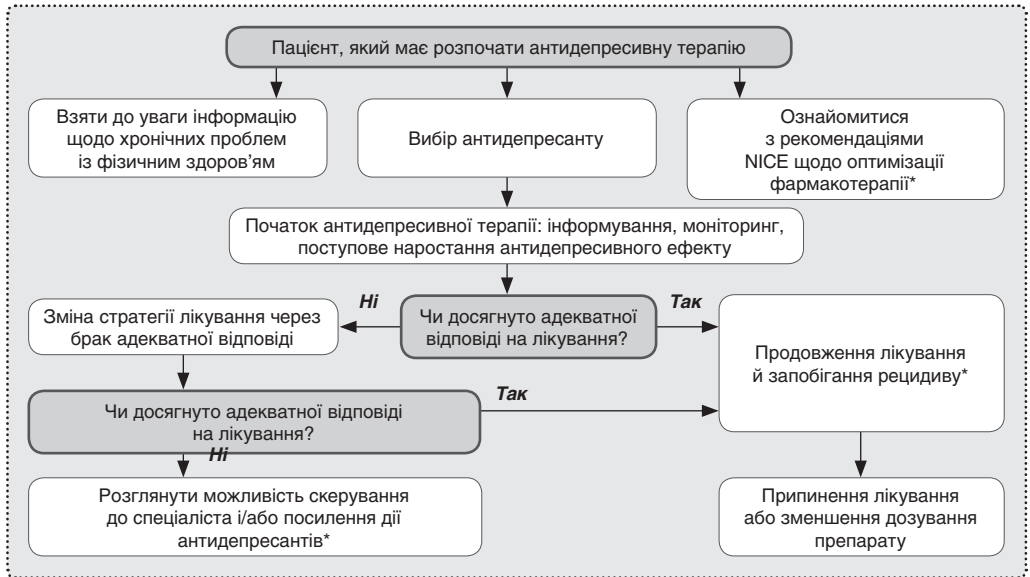 Пацієнт, який має розпочати антидепресивну терапію
Взяти до уваги інформацію
щодо хронічних проблем
із фізичним здоров’ям
Вибір антидепресанту
Ознайомитися
з рекомендаціями
NICE щодо оптимізації
фармакотерапії*
Початок антидепресивної терапії: інформування, моніторинг,
поступове наростання антидепресивного ефекту
Зміна стратегії лікування через
брак адекватної відповіді
Ні
Чи досягнуто адекватної
відповіді на лікування?
Так
Продовження лікування
й запобігання рецидиву*
Чи досягнуто адекватної відповіді
на лікування?
Так
Ні
Розглянути можливість скерування
до спеціаліста і/або посилення дії
антидепресантів*
Припинення лікування
або зменшення дозування
препарату